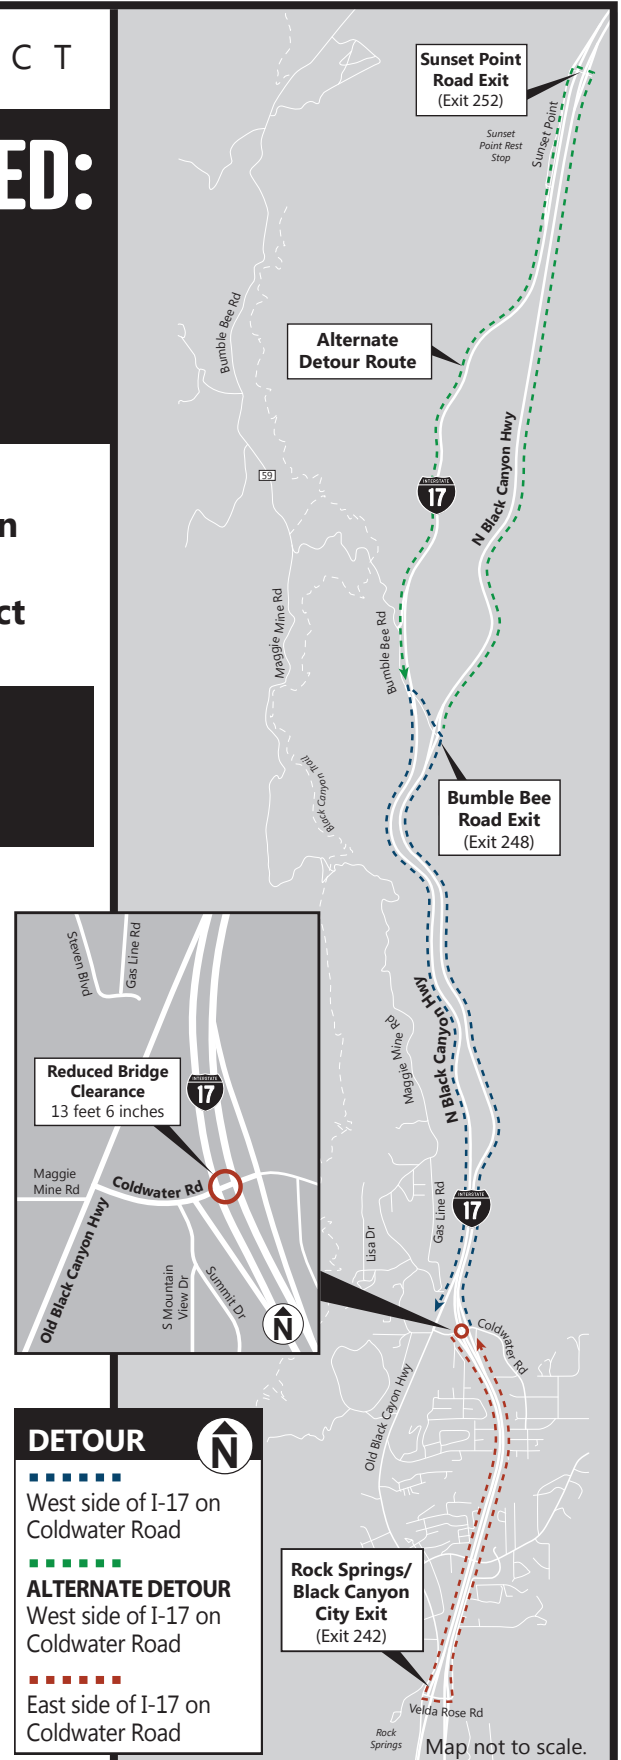 C T
ED:
n
ct
Sunset Point
Road Exit
(Exit 252)
Sunset
Point Rest
Stop
Sunset Point
Bumble Bee Rd
Alternate
Detour Route
59
INTERSTATE
17
N Black Canyon Hwy
Maggie Mine Rd
Bumble Bee Rd
Black Canyon Trail
Bumble Bee
Road Exit
(Exit 248)
N Black Canyon Hwy
Maggie Mine Rd
Gas Line Rd
Lisa Dr
INTERSTATE
17
Coldwater Rd
Old Black Cayon Hwy
Steven Blvd
Gas Line Rd
Reduced Bridge
Clearance
13 feet 6 inches
INTERSTATE
17
Maggie
Mine Rd
Coldwater Rd
Old Black Canyon Hwy
S Mountain
View Dr
Summit Dr
N
DETOUR
N
West side of I-17 on
Coldwater Road
ALTERNATE DETOUR
West side of I-17 on
Coldwater Road
East side of I-17 on
Coldwater Road
Rock Springs/
Black Canyon
City Exit
(Exit 242)
Velda Rose Rd
Rock
Springs
Map not to scale.